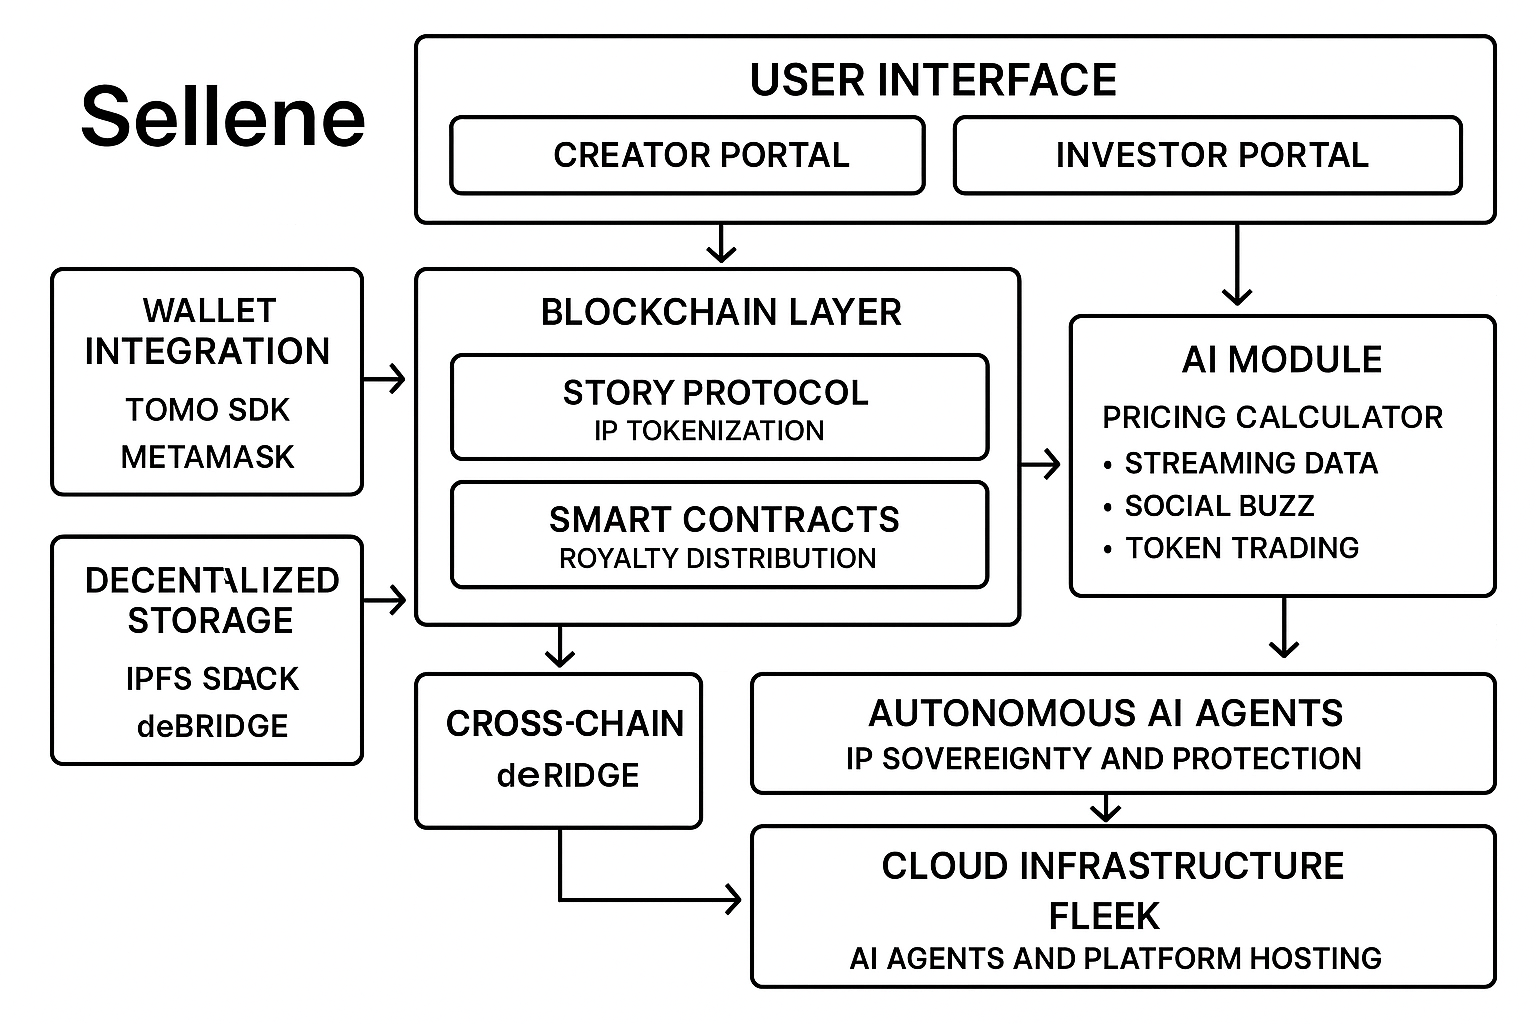 Sellene
USER INTERFACE
CREATOR PORTAL
INVESTOR PORTAL
WALLET
INTEGRATION
TOMO SDK
METAMASK
BLOCKCHAIN LAYER
STORY PROTOCOL
IP TOKENIZATION
SMART CONTRACTS
ROYALTY DISTRIBUTION
AI MODULE
PRICING CALCULATOR
• STREAMING DATA
• SOCIAL BUZZ
• TOKEN TRADING
STORAGE
IPFS
deBRIDGE
CROSS-CHAIN
deRIDGE
AUTONOMOUS AI AGENTS
IP SOVEREIGNTY AND PROTECTION
CLOUD INFRASTRUCTURE
FLEEK
AI AGENTS AND PLATFORM HOSTING